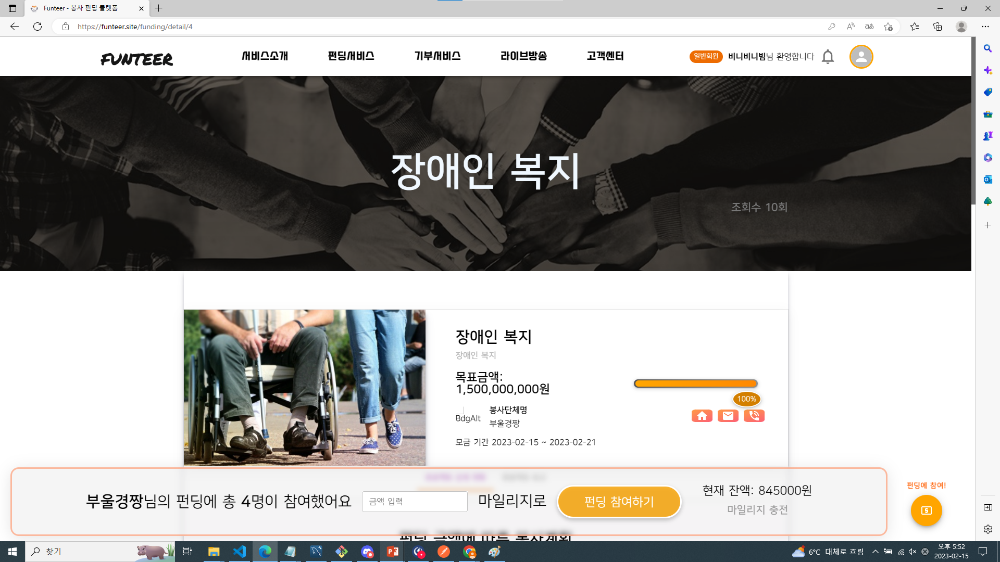 Funteer - 봉사 펀딩 플랫폼
https://funteer.site/funding/detail/4
FUNTEER 서비스소개 펀딩서비스 기부서비스 라이브방송 고객센터 일반회원 비니비니빔님 환영합니다
장애인 복지
조회수 10회
장애인 복지
장애인 복지
목표금액:
1,500,000,000원
100%
BdgAlt
봉사단체명
부울경짱
모금 기간 2023-02-15 ~ 2023-02-21
부울경짱님의 펀딩에 총 4명이 참여했어요 금액 입력 마일리지로 펀딩 참여하기
현재 잔액: 845000원
마일리지 충전
펀딩에 참여!
찾기
6°C 대체로 흐림
오후 5:52
2023-02-15